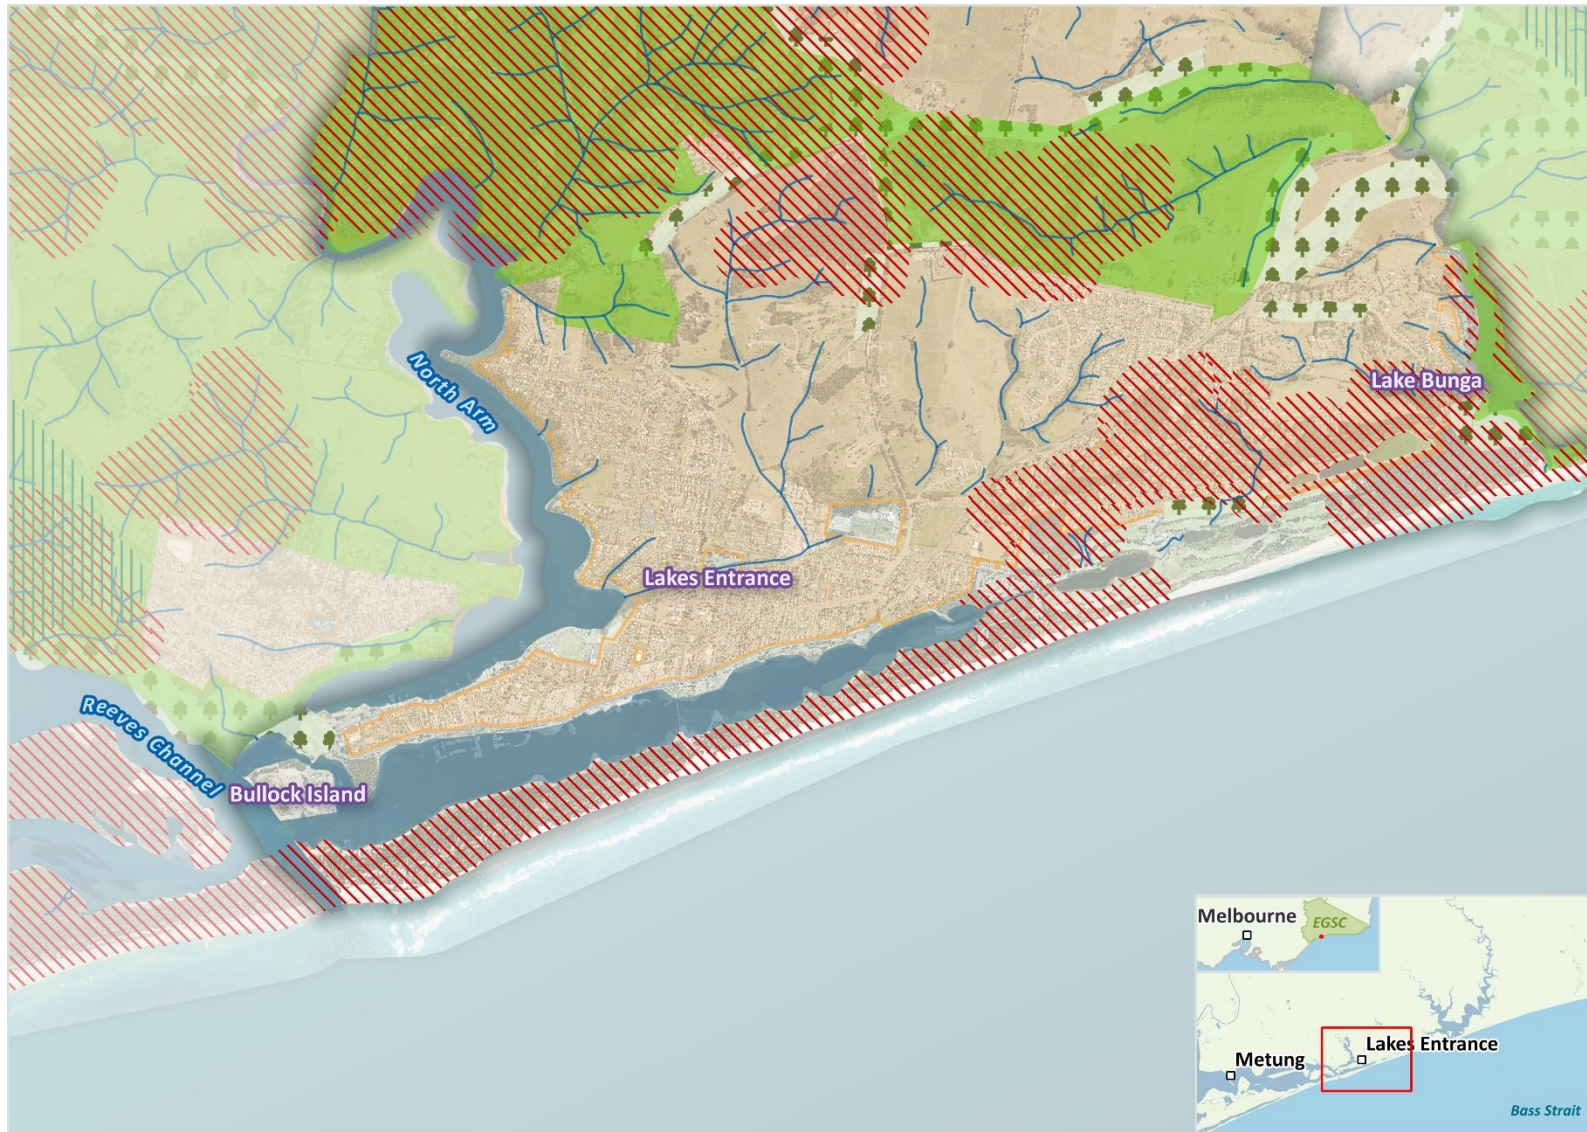 North Arm
Lake Bunga
Lakes Entrance
Reeves Channel
Bullock Island
Melbourne
EGSC
Lakes Entrance
Metung
Bass Strait